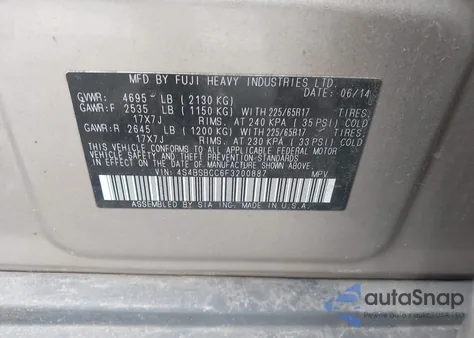 MFD BY FUJI HEAVY INDUSTRIES LTD.
DATE: 06/14
GVWR: 4695 LB (2130 KG)
GAWR:F 2535 LB (1150 KG) WITH 225/65R17 TIRES
17X7J RIMS. AT 240 KPA (35 PSI) COLD
GAWR:R 2645 LB (1200 KG) WITH 225/65R17 TIRES
17X7J RIMS. AT 230 KPA (33 PSI) COLD
THIS VEHICLE CONFORMS TO ALL APPLICABLE FEDERAL MOTOR
VEHICLE SAFETY AND THEFT PREVENTION STANDARDS IN EFFECT
ON THE DATE OF MANUFACTURE SHOWN ABOVE.
VIN: 4S4BSBCC6F3200887 MPV
ASSEMBLED BY SIA INC. MADE IN U.S.A.
autoSnap